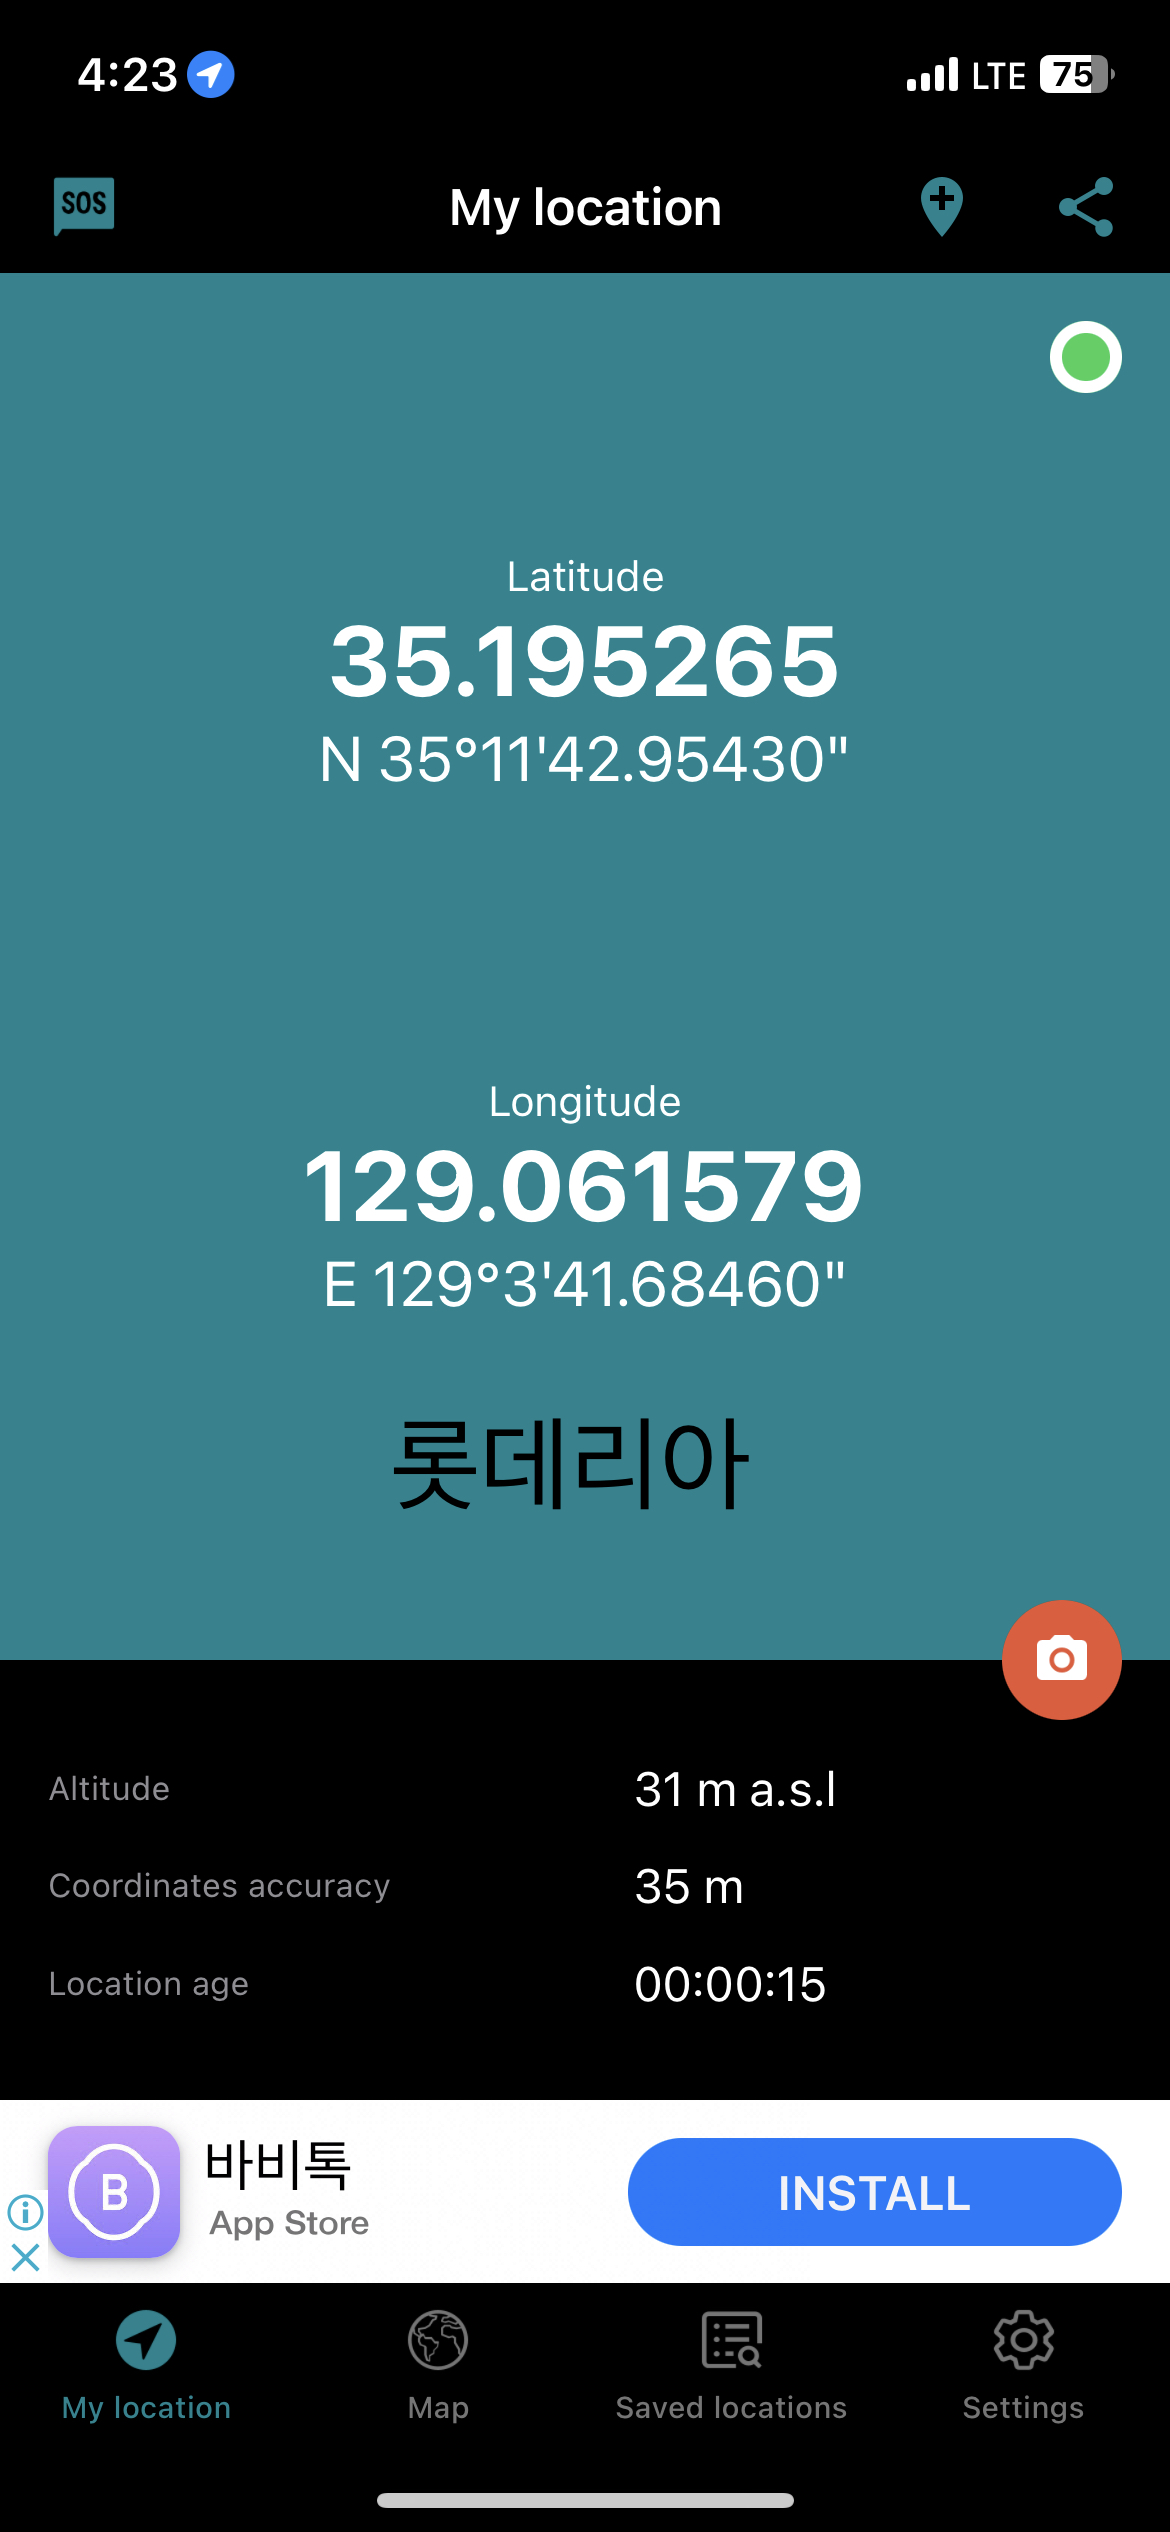 4:23 LTE 75
SOS My location
Latitude
35.195265
N 35°11'42.95430"
Longitude
129.061579
E 129°3'41.68460"
롯데리아
Altitude 31 m a.s.l
Coordinates accuracy 35 m
Location age 00:00:15
바비톡
B
App Store
INSTALL
My location Map Saved locations Settings